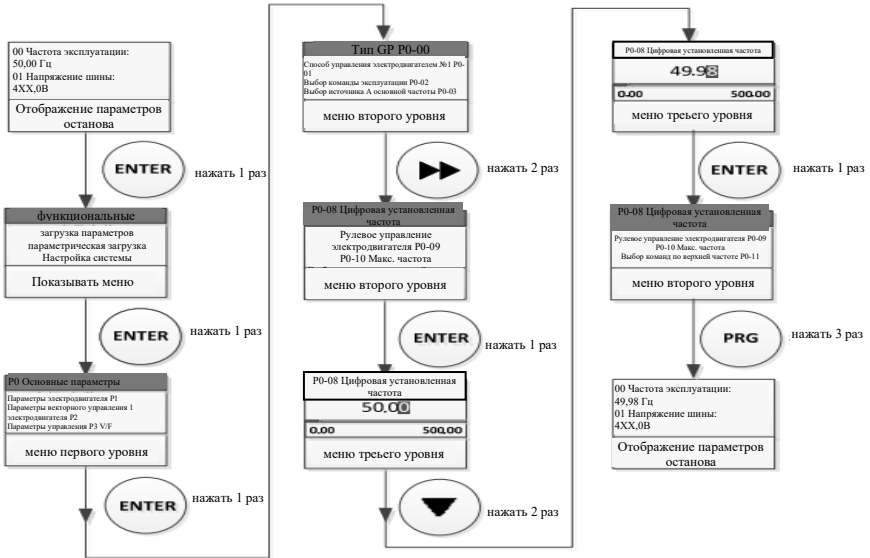 00 Частота эксплуатации:
50,00 Гц
01 Напряжение шины:
4XX,0В
Отображение параметров
останова
ENTER
нажать 1 раз
функциональные
загрузка параметров
параметрическая загрузка
Настройка системы
Показывать меню
ENTER
нажать 1 раз
P0 Основные параметры
Параметры электродвигателя P1
Параметры векторного управления 1
электродвигателя P2
Параметры управления P3 V/F
меню первого уровня
ENTER
нажать 1 раз
Тип GP P0-00
Способ управления электродвигателем №1 P0-
01
Выбор команды эксплуатации P0-02
Выбор источника А основной частоты P0-03
меню второго уровня
нажать 2 раз
P0-08 Цифровая установленная
частота
Рулевое управление
электродвигателя P0-09
P0-10 Макс. частота
меню второго уровня
ENTER
нажать 1 раз
P0-08 Цифровая установленная
частота
50.00
0.00 500.00
меню треьего уровня
нажать 2 раз
P0-08 Цифровая установленная частота
49.98
0.00 500.00
меню треьего уровня
ENTER
нажать 1 раз
P0-08 Цифровая установленная
частота
Рулевое управление электродвигателя P0-09
P0-10 Макс. частота
Выбор команд по верхней частоте P0-11
меню второго уровня
PRG
нажать 3 раз
00 Частота эксплуатации:
49,98 Гц
01 Напряжение шины:
4XX,0В
Отображение параметров
останова